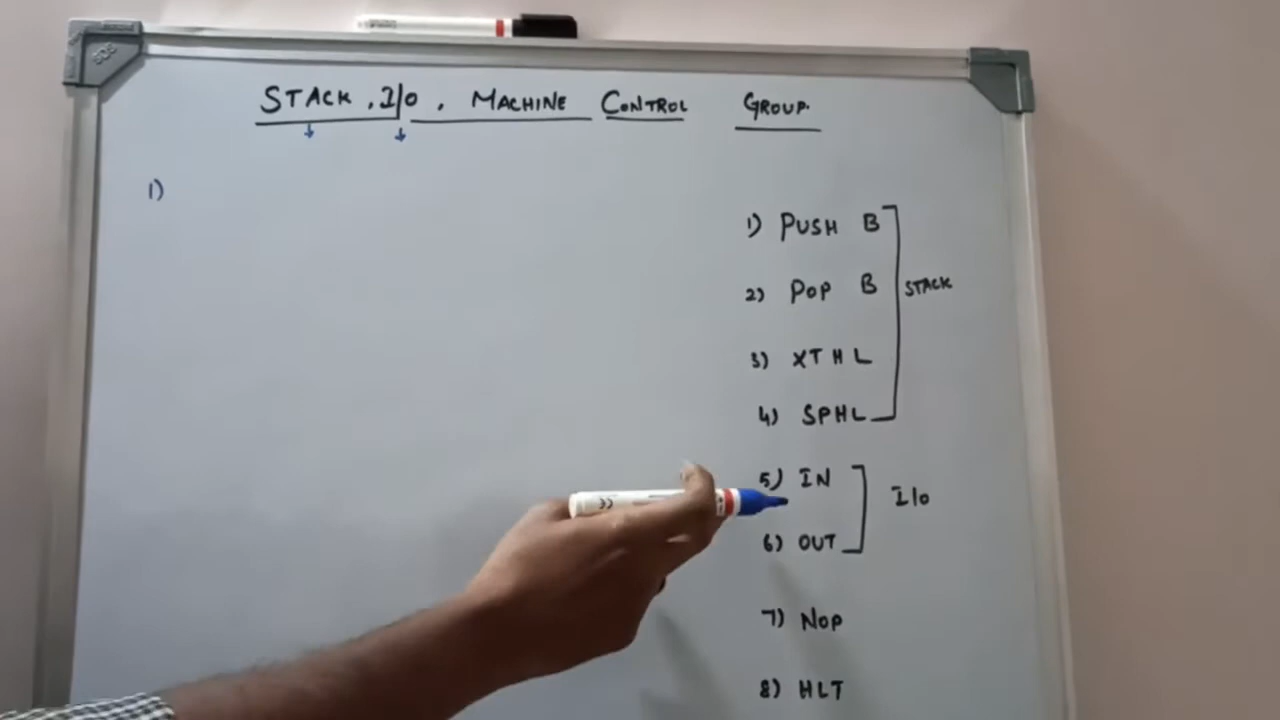 STACK, I/O, MACHINE CONTROL GROUP.
1)
1) PUSH B
2) POP B
STACK
3) XTHL
4) SPHL
5) IN
I/O
6) OUT
7) NOP
8) HLT